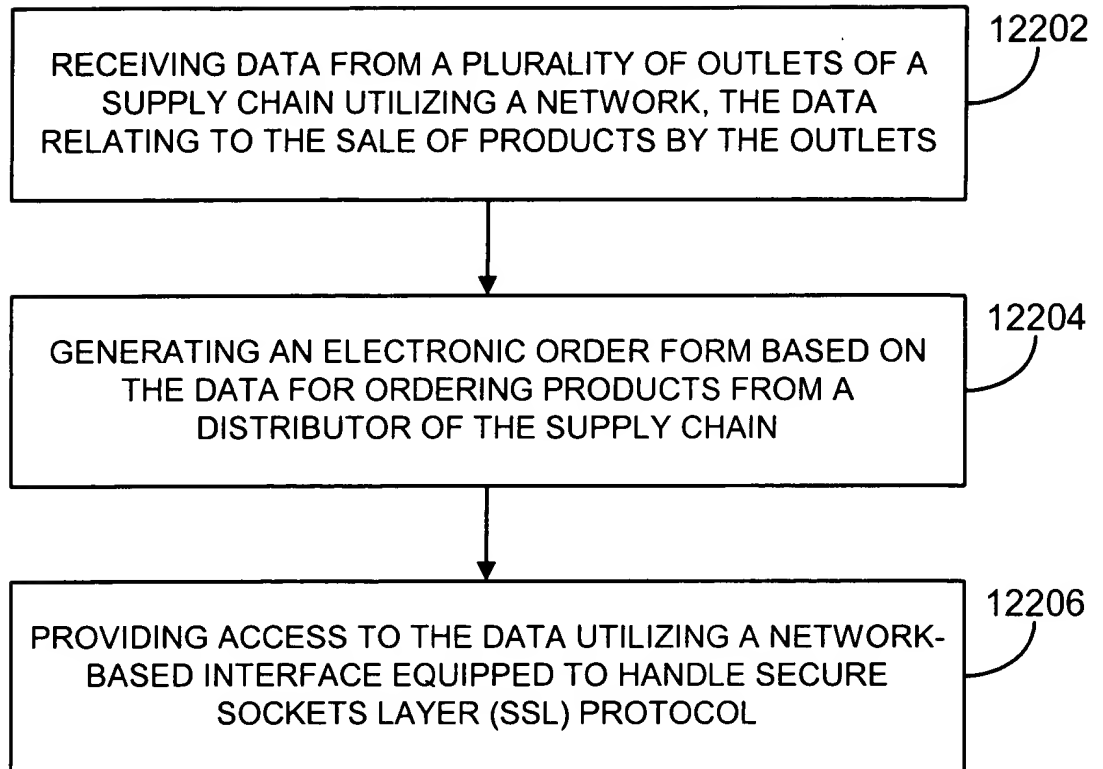 12202
RECEIVING DATA FROM A PLURALITY OF OUTLETS OF A
SUPPLY CHAIN UTILIZING A NETWORK, THE DATA
RELATING TO THE SALE OF PRODUCTS BY THE OUTLETS
12204
GENERATING AN ELECTRONIC ORDER FORM BASED ON
THE DATA FOR ORDERING PRODUCTS FROM A
DISTRIBUTOR OF THE SUPPLY CHAIN
12206
PROVIDING ACCESS TO THE DATA UTILIZING A NETWORK-
BASED INTERFACE EQUIPPED TO HANDLE SECURE
SOCKETS LAYER (SSL) PROTOCOL